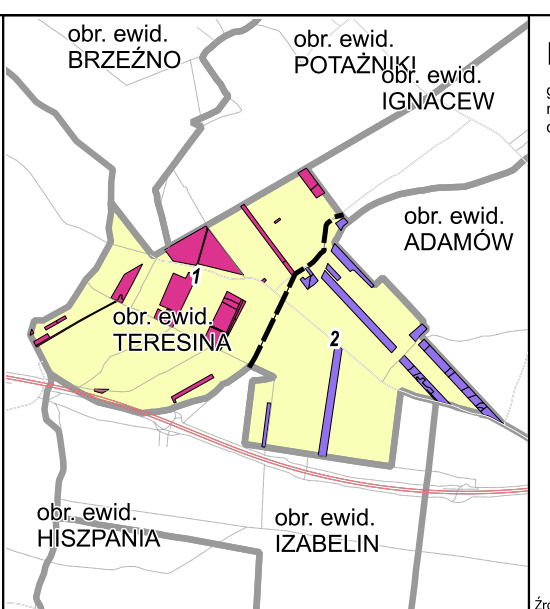 obr. ewid.
BRZEŹNO
obr. ewid.
POTAŻNIKI
obr. ewid.
IGNACEW
obr. ewid.
ADAMÓW
1
obr. ewid.
TERESINA
2
obr. ewid.
HISZPANIA
obr. ewid.
IZABELIN